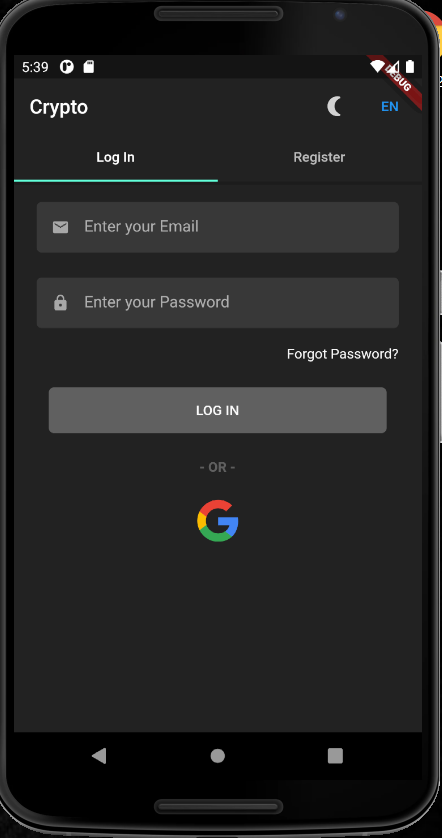 5:39
DEBUG
Crypto
EN
Log In
Register
Enter your Email
Enter your Password
Forgot Password?
LOG IN
- OR -